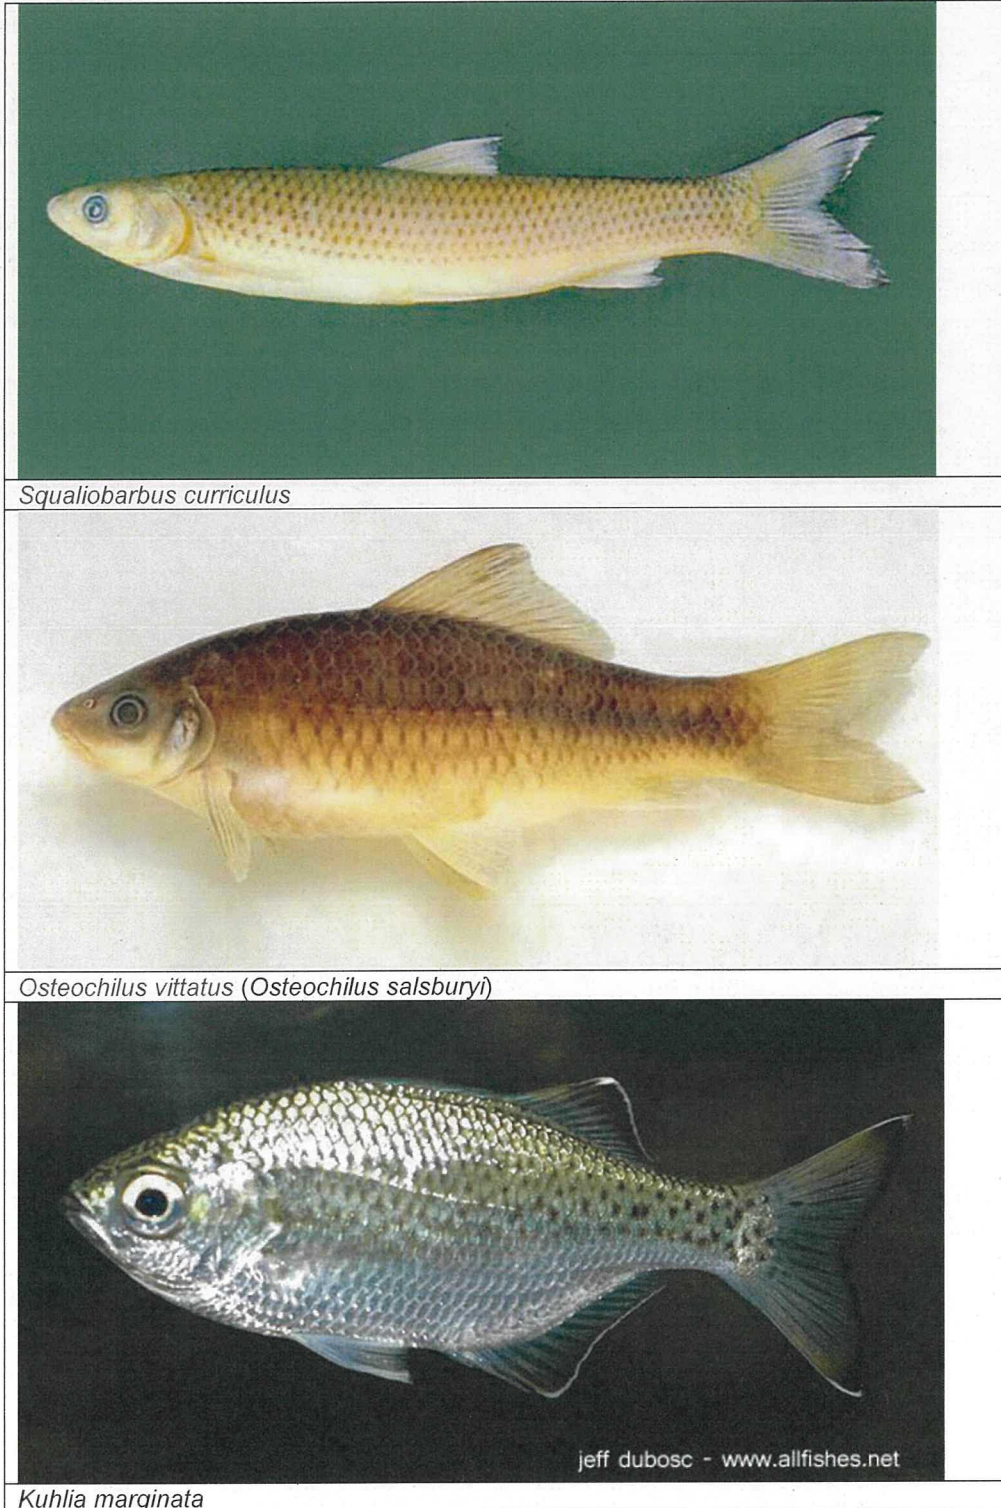 Squaliobarbus curriculus
Osteochilus vittatus (Osteochilus salsburyi)
jeff dubosc - www.allfishes.net
Kuhlia marginata